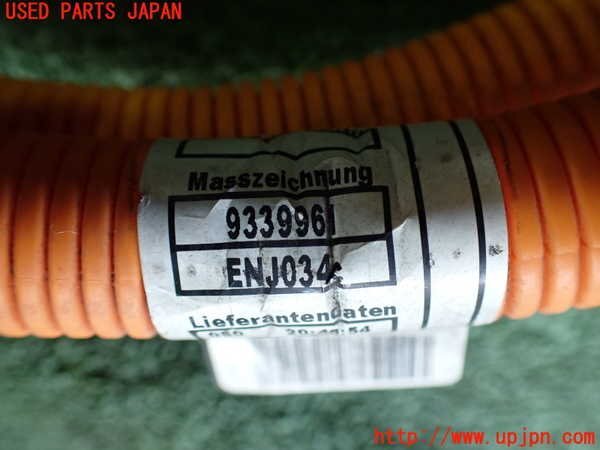 USED PARTS JAPAN
Masszeichnung
9339961
ENJ034
Lieferantendaten
http://www.upjpn.com/